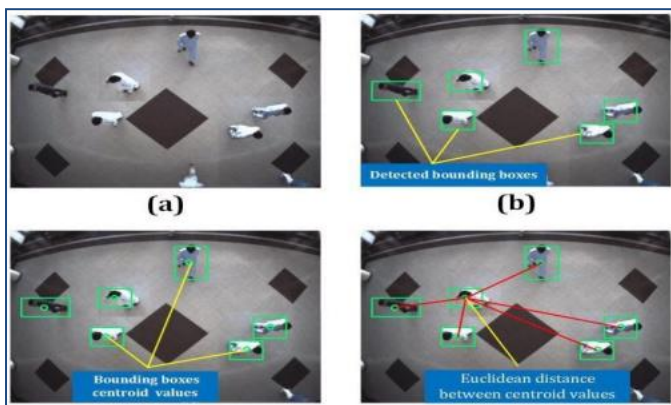 Detected bounding boxes
(a)
(b)
Bounding boxes
centroid values
Euclidean distance
between centroid values